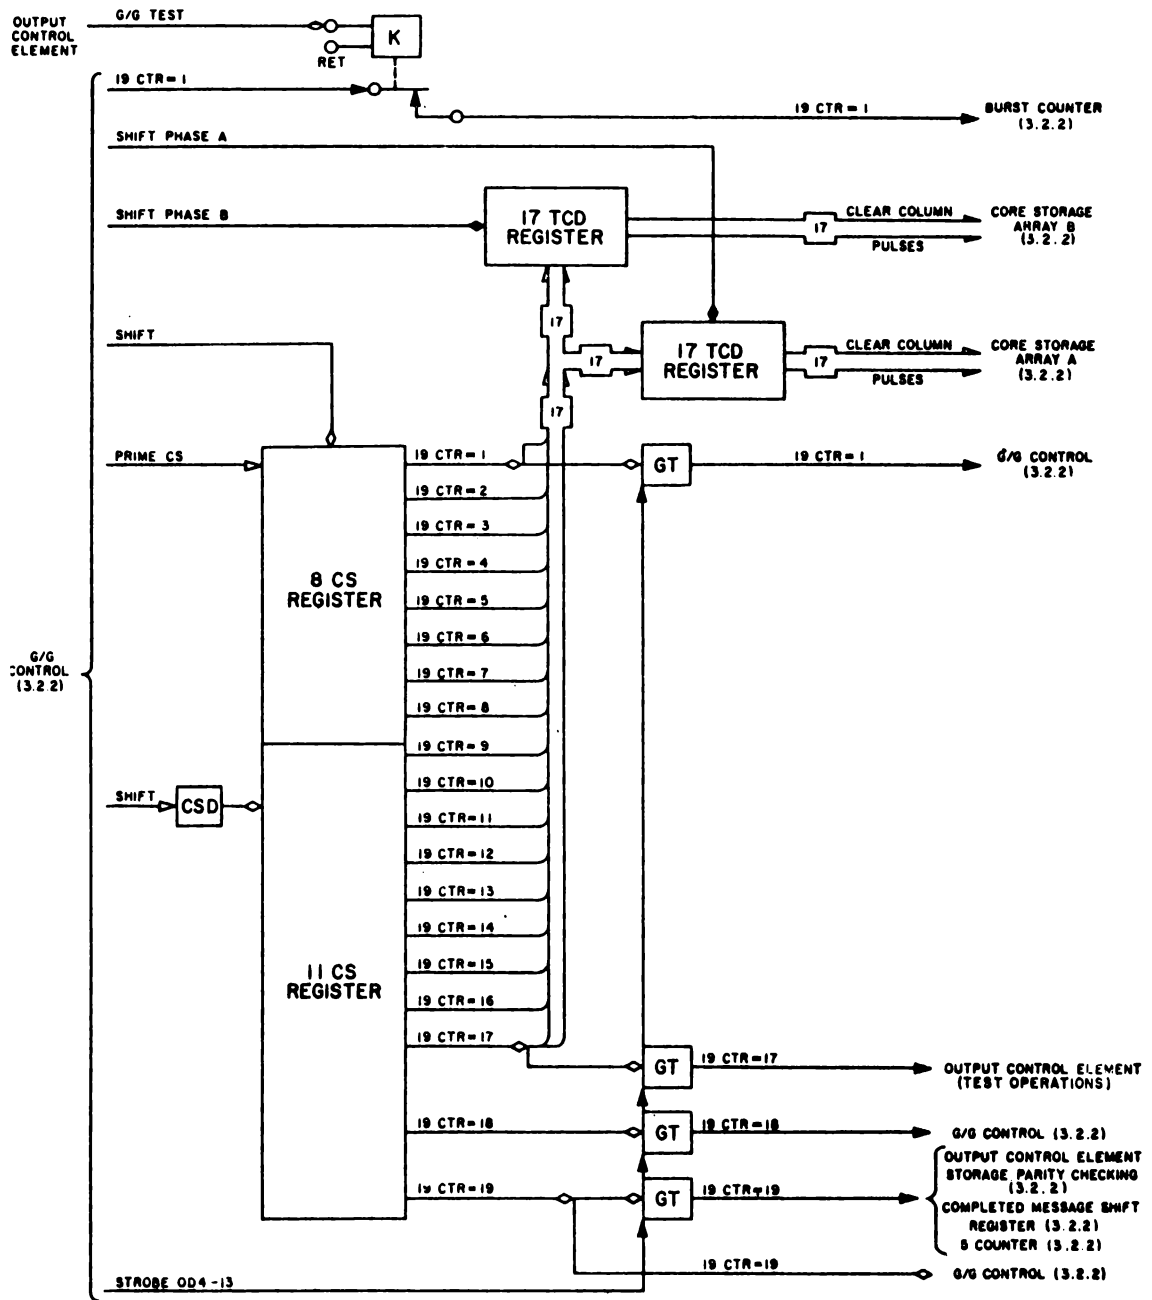 OUTPUT
CONTROL
ELEMENT
G/G TEST
K
RET
19 CTR = 1
19 CTR = 1
BURST COUNTER
(3.2.2)
SHIFT PHASE A
SHIFT PHASE B
17 TCD
REGISTER
17
CLEAR COLUMN
PULSES
CORE STORAGE
ARRAY B
(3.2.2)
17
SHIFT
17
17 TCD
REGISTER
17
CLEAR COLUMN
PULSES
CORE STORAGE
ARRAY A
(3.2.2)
17
PRIME CS
19 CTR = 1
GT
19 CTR = 1
G/G CONTROL
(3.2.2)
19 CTR = 2
19 CTR = 3
19 CTR = 4
8 CS
REGISTER
19 CTR = 5
19 CTR = 6
G/G
CONTROL
(3.2.2)
19 CTR = 7
19 CTR = 8
19 CTR = 9
19 CTR = 10
SHIFT
CSD
19 CTR = 11
19 CTR = 12
19 CTR = 13
19 CTR = 14
19 CTR = 15
11 CS
REGISTER
19 CTR = 16
19 CTR = 17
GT
19 CTR = 17
OUTPUT CONTROL ELEMENT
(TEST OPERATIONS)
19 CTR = 18
GT
19 CTR = 18
G/G CONTROL (3.2.2)
19 CTR = 19
GT
19 CTR = 19
OUTPUT CONTROL ELEMENT
STORAGE PARITY CHECKING
(3.2.2)
COMPLETED MESSAGE SHIFT
REGISTER (3.2.2)
COUNTER (3.2.2)
19 CTR = 19
G/G CONTROL (3.2.2)
STROBE OD4-13